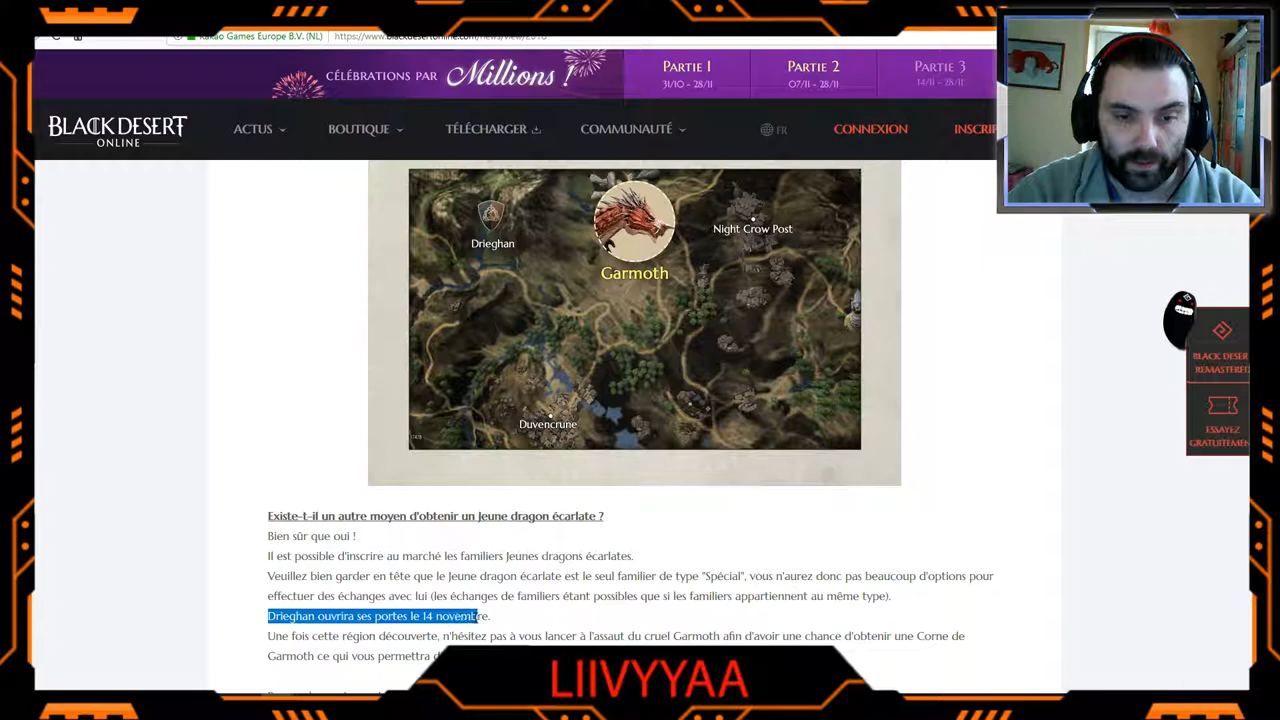 Kakao Games Europe B.V. (NL)
CÉLÉBRATIONS PAR Millions !
PARTIE 1
31/10 - 28/11
PARTIE 2
07/11 - 28/11
PARTIE 3
14/11 - 28/11
BLACK DESERT
ONLINE
ACTUS
BOUTIQUE
TÉLÉCHARGER
COMMUNAUTÉ
FR
CONNEXION
INSCRIP
Drieghan
Garmoth
Night Crow Post
Duvencrune
BLACK DESER
REMASTERED
ESSAYEZ
GRATUITEMEN
Existe-t-il un autre moyen d'obtenir un Jeune dragon écarlate ?
Bien sûr que oui !
Il est possible d'inscrire au marché les familiers Jeunes dragons écarlates.
Veuillez bien garder en tête que le Jeune dragon écarlate est le seul familier de type "Spécial", vous n'aurez donc pas beaucoup d'options pour
effectuer des échanges avec lui (les échanges de familiers étant possibles que si les familiers appartiennent au même type).
Drieghan ouvrira ses portes le 14 novembre.
Une fois cette région découverte, n'hésitez pas à vous lancer à l'assaut du cruel Garmoth afin d'avoir une chance d'obtenir une Corne de
Garmoth ce qui vous permettra
LIIVYYAA